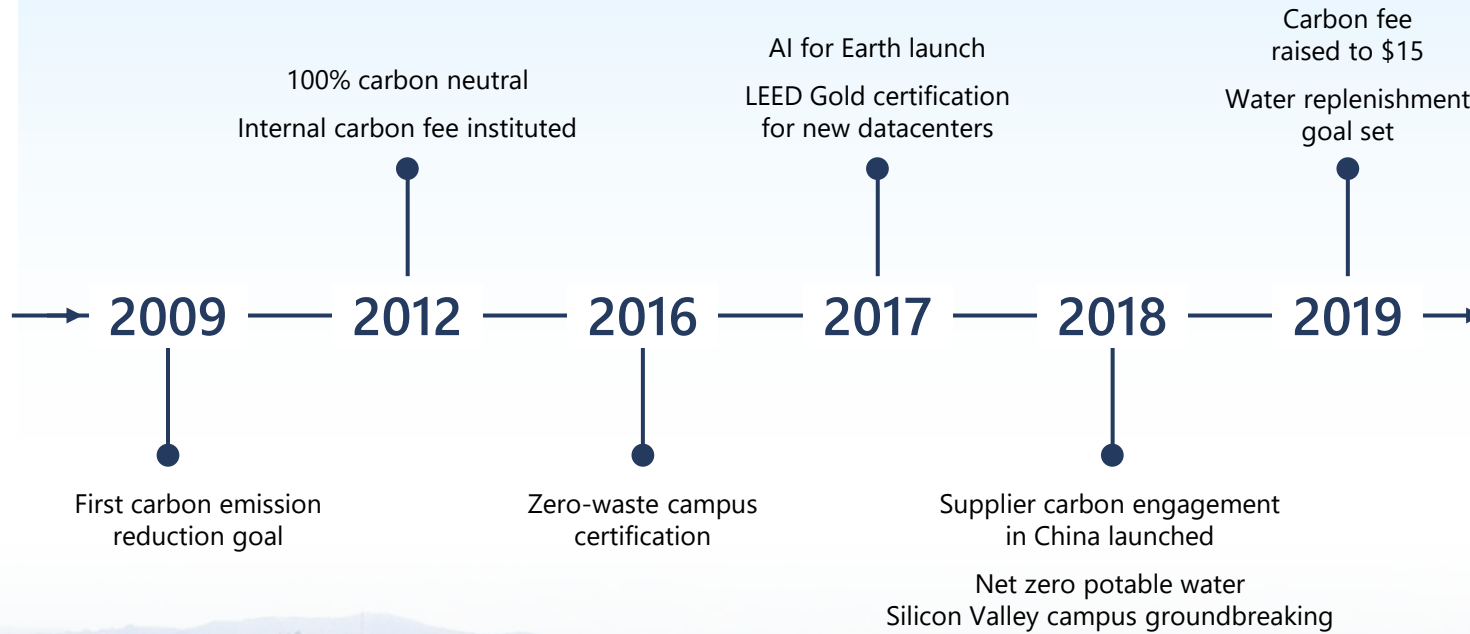 Carbon fee
raised to $15
Water replenishment
goal set
AI for Earth launch
LEED Gold certification
for new datacenters
100% carbon neutral
Internal carbon fee instituted
2009
2012
2016
2017
2018
2019
First carbon emission
reduction goal
Zero-waste campus
certification
Supplier carbon engagement
in China launched
Net zero potable water
Silicon Valley campus groundbreaking